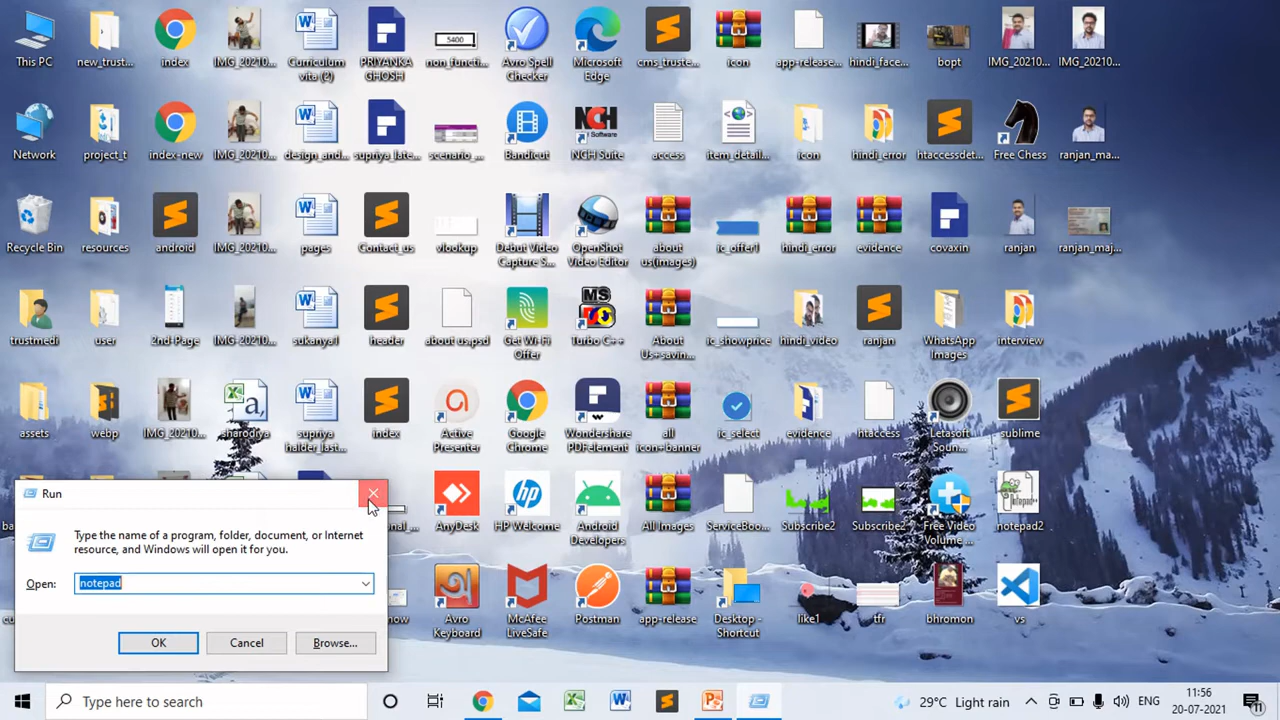 This PC
new_trust...
index
IMG_20210...
Curriculum vita (2)
PRIYANKA GHOSH
5400
non_functi...
Avro Spell Checker
Microsoft Edge
cms_truste...
icon
app-release...
hindi_face...
bopt
IMG_20210...
IMG_20210...
Network
project_t
index-new
IMG_20210...
design_and...
supriya_late...
scenario_...
Bandicut
NCH Software
NCH Suite
access
item_detail...
icon
hindi_error
htaccessdet...
Free Chess
ranjan_ma...
Recycle Bin
resources
android
IMG_20210...
pages
Contact_us
vlookup
Debut Video Capture S...
OpenShot Video Editor
about us(images)
ic_offer1
hindi_error
evidence
covaxin
ranjan
ranjan_maj...
trustmedi
user
2nd-Page
IMG_20210...
sukanya1
header
about us.psd
Get Wi-Fi Offer
MS DOS
Turbo C++
About Us+savin...
ic_showprice
hindi_video
ranjan
WhatsApp Images
interview
assets
webp
IMG_20210...
sharodiya
supriya halder_last...
index
Active Presenter
Google Chrome
Wondershare PDFelement
all icon+banner
ic_select
evidence
htaccess
Letasoft Soun...
sublime
AnyDesk
HP Welcome
Android Developers
All Images
ServiceBoo...
Subscribe2
Subscribe2
Free Video Volume ...
notepad2
Avro Keyboard
McAfee LiveSafe
Postman
app-release
Desktop - Shortcut
like1
tfr
bhromon
vs
Run
Type the name of a program, folder, document, or Internet
resource, and Windows will open it for you.
Open: notepad
OK
Cancel
Browse...
Type here to search
29°C Light rain
ENG
11:56
20-07-2021